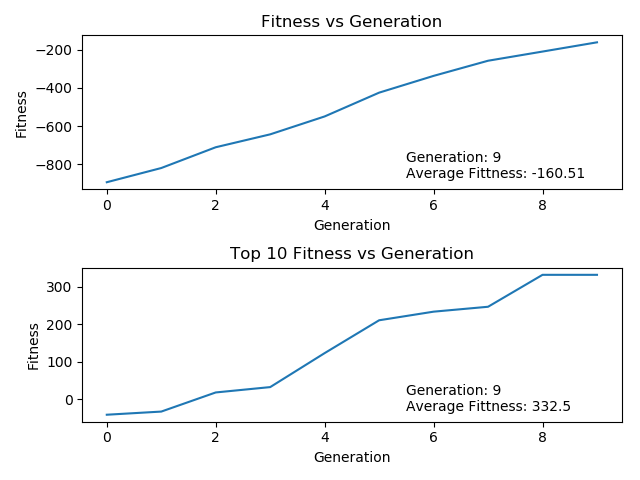 Fitness vs Generation
−200
−400
−600
−800
Fitness
Generation: 9
Average Fittness: -160.51
0 2 4 6 8
Generation
Top 10 Fitness vs Generation
300
200
100
0
Fitness
Generation: 9
Average Fittness: 332.5
0 2 4 6 8
Generation